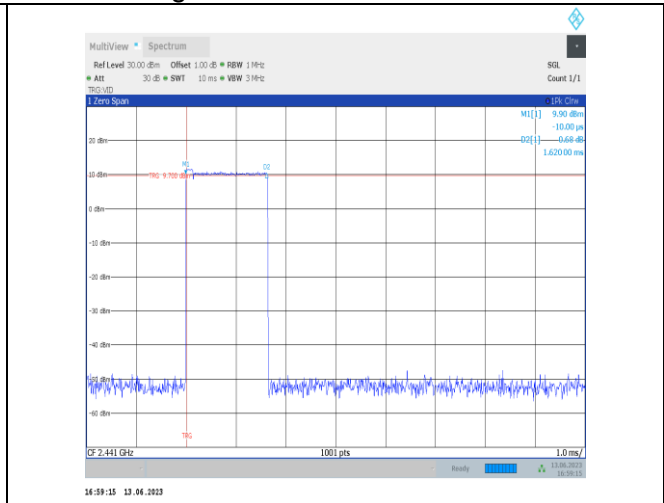 MultiView Spectrum
Ref Level 30.00 dBm Offset 1.00 dB RBW 1 MHz SGL
Att 30 dB SWT 10 ms VBW 3 MHz Count 1/1
TRG:VID
1 Zero Span 1Pk Clrw
M1[1] 9.90 dBm
-10.00 µs
20 dBm D2[1] 0.68 dB
1.620 00 ms
M1 D2
10 dBm TRG 9.700 dBm
0 dBm
-10 dBm
-20 dBm
-30 dBm
-40 dBm
-50 dBm
-60 dBm
TRG
CF 2.441 GHz 1001 pts 1.0 ms/
Ready 13.06.2023
16:59:15
16:59:15 13.06.2023